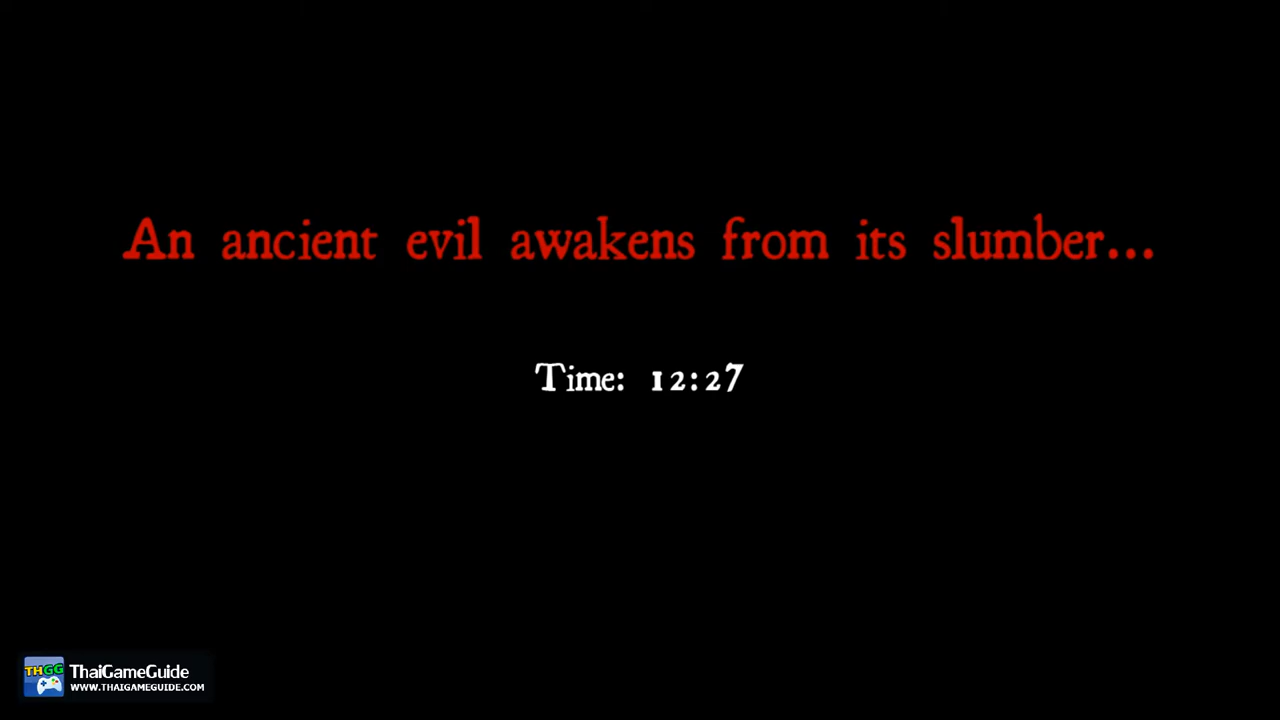 An ancient evil awakens from its slumber...
Time: 12:27
THGG ThaiGameGuide
WWW.THAIGAMEGUIDE.COM